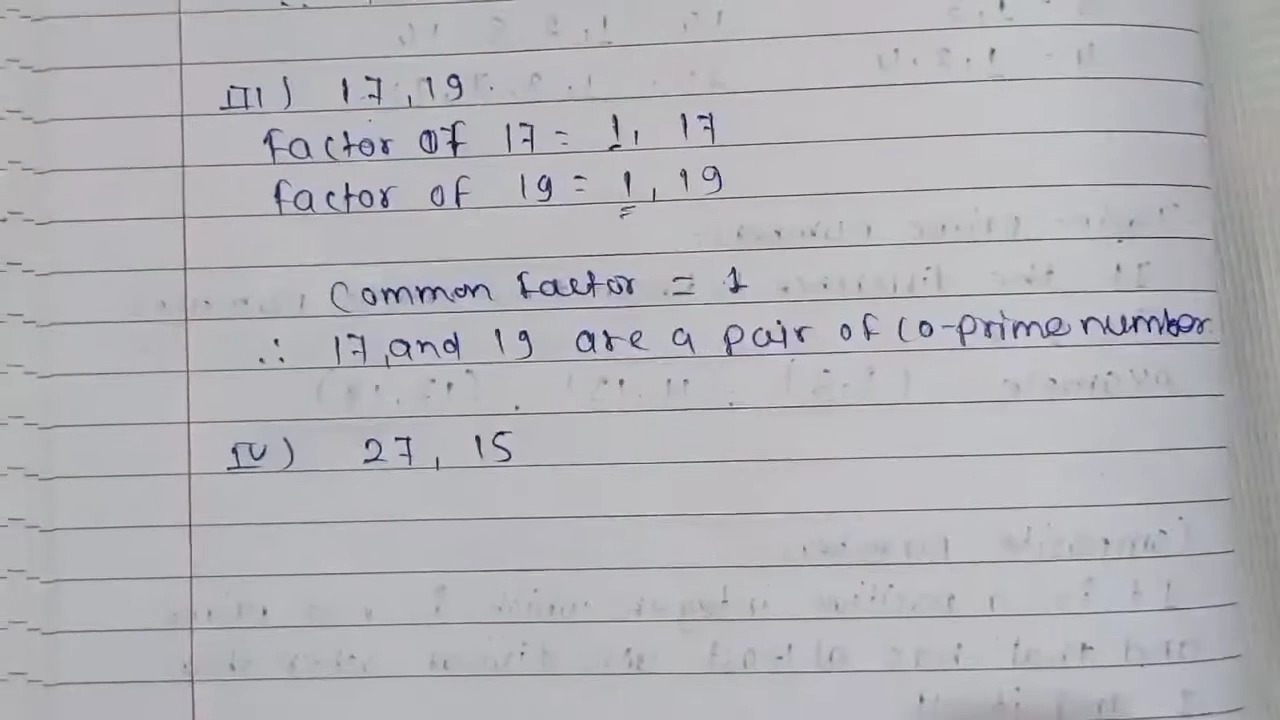 III) 17, 19.
factor of 17 = 1, 17
factor of 19 = 1, 19
Common factor = 1
∴ 17, and 19 are a pair of co-prime number
IV) 27, 15